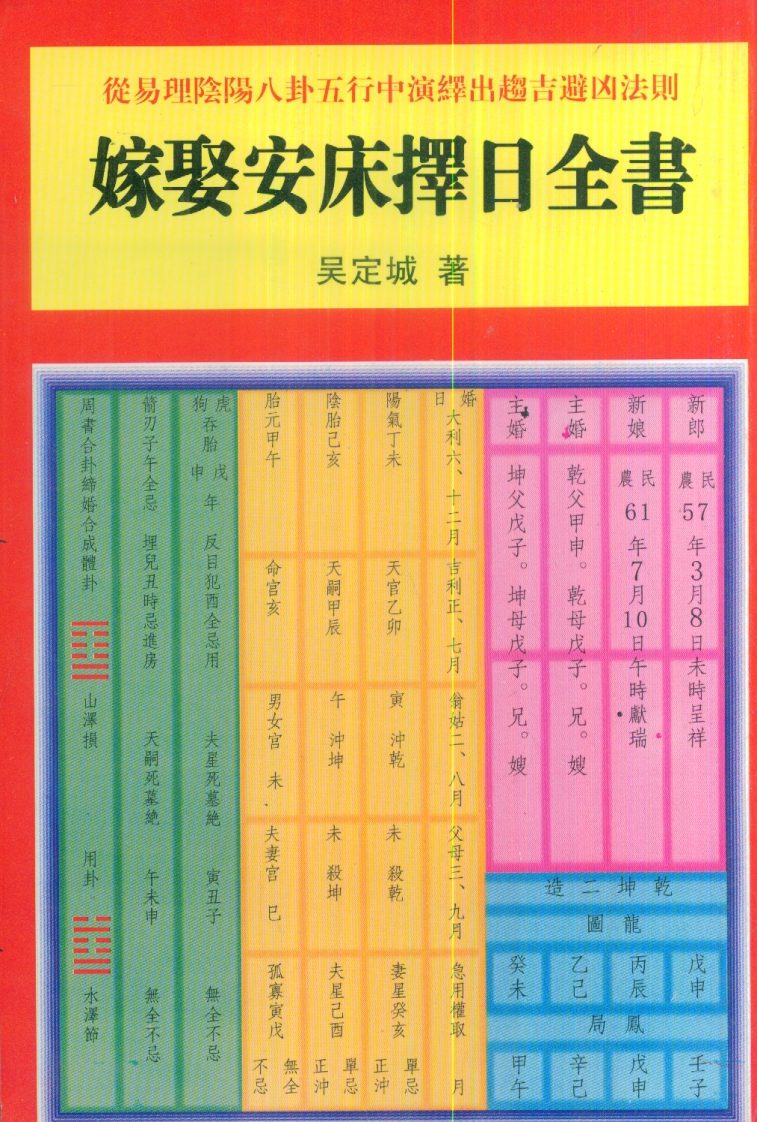 從易理陰陽八卦五行中演繹出趨吉避凶法則
嫁娶安床擇日全書
吴定城 著
新郎 民農57年3月8日未時呈祥
新娘 民農61年7月10日午時獻瑞
主婚 乾父甲申。乾母戊子。兄。嫂
主婚 坤父戊子。坤母戊子。兄。嫂
乾坤二造
龍圖
戊申
丙辰
乙己
癸未
鳳局
壬子
戊申
辛己
甲午
婚日 大利六、十二月 吉利正、七月 翁姑二、八月 父母三、九月 急用權取 月
陽氣丁未 天官乙卯 寅 沖乾 未 殺乾 妻星癸亥 單忌正沖
陰胎己亥 天嗣甲辰 午 沖坤 未 殺坤 夫星己酉 單忌正沖
胎元甲午 命宮亥 男女宮 未 夫妻宮 巳 孤寡寅戊 無全不忌
虎狗吞胎 戊申年 反目犯酉全忌用 夫星死墓絶 寅丑子 無全不忌
箭刃子午全忌 埋兒丑時忌進房 天嗣死墓絶 午未申 無全不忌
周書合卦締婚合成體卦 山澤損 用卦 水澤節